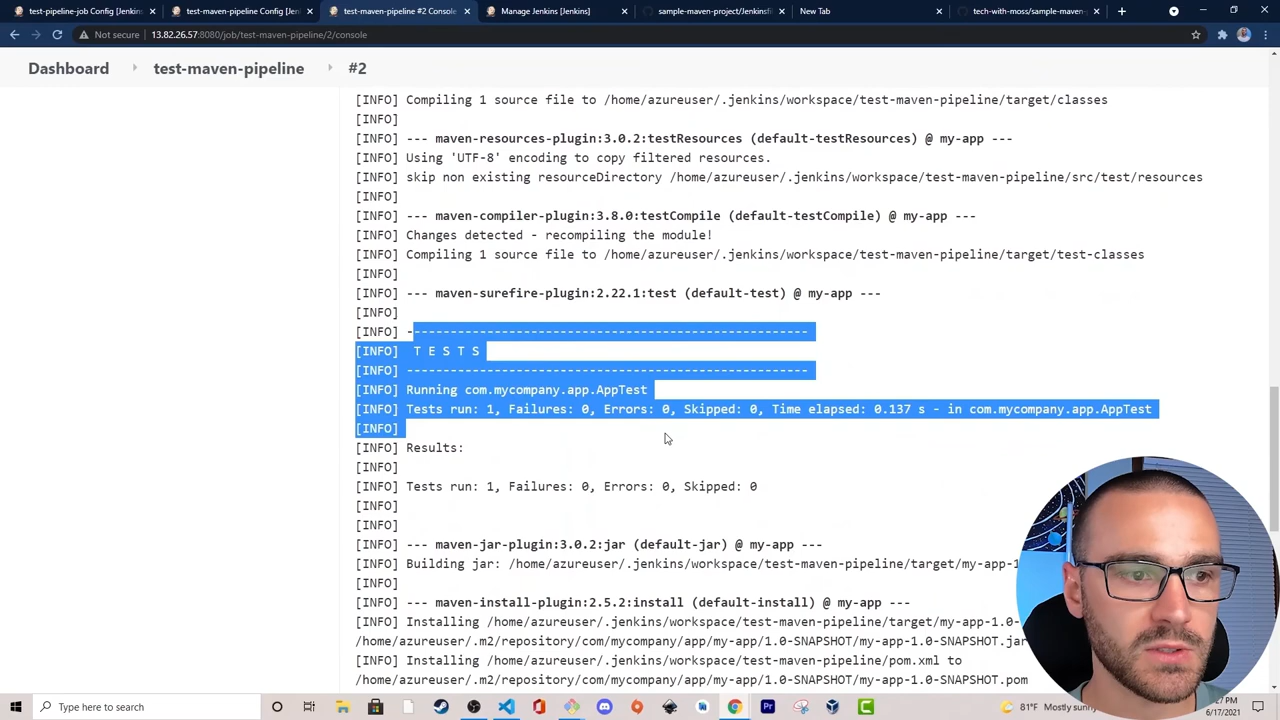 test-job-pipeline Config [Jen
test-maven-pipeline Config [Jen
test-maven-pipeline #2 Console
Manage Jenkins [Jenkins]
sample-maven-project/Jenkinsfi
New Tab
tech-with-moss/sample-maven-
Not secure | 13.82.26.57:8080/job/test-maven-pipeline/2/console
Dashboard test-maven-pipeline #2
[INFO] Compiling 1 source file to /home/azureuser/.jenkins/workspace/test-maven-pipeline/target/classes
[INFO]
[INFO] --- maven-resources-plugin:3.0.2:testResources (default-testResources) @ my-app ---
[INFO] Using 'UTF-8' encoding to copy filtered resources.
[INFO] skip non existing resourceDirectory /home/azureuser/.jenkins/workspace/test-maven-pipeline/src/test/resources
[INFO]
[INFO] --- maven-compiler-plugin:3.8.0:testCompile (default-testCompile) @ my-app ---
[INFO] Changes detected - recompiling the module!
[INFO] Compiling 1 source file to /home/azureuser/.jenkins/workspace/test-maven-pipeline/target/test-classes
[INFO]
[INFO] --- maven-surefire-plugin:2.22.1:test (default-test) @ my-app ---
[INFO]
[INFO] -------------------------------------------------------
[INFO]  T E S T S
[INFO] -------------------------------------------------------
[INFO] Running com.mycompany.app.AppTest
[INFO] Tests run: 1, Failures: 0, Errors: 0, Skipped: 0, Time elapsed: 0.137 s - in com.mycompany.app.AppTest
[INFO]
[INFO] Results:
[INFO]
[INFO] Tests run: 1, Failures: 0, Errors: 0, Skipped: 0
[INFO]
[INFO]
[INFO] --- maven-jar-plugin:3.0.2:jar (default-jar) @ my-app ---
[INFO] Building jar: /home/azureuser/.jenkins/workspace/test-maven-pipeline/target/my-app-1
[INFO]
[INFO] --- maven-install-plugin:2.5.2:install (default-install) @ my-app ---
[INFO] Installing /home/azureuser/.jenkins/workspace/test-maven-pipeline/target/my-app-1.0-
/home/azureuser/.m2/repository/com/mycompany/app/my-app/1.0-SNAPSHOT/my-app-1.0-SNAPSHOT.jar
[INFO] Installing /home/azureuser/.jenkins/workspace/test-maven-pipeline/pom.xml to
/home/azureuser/.m2/repository/com/mycompany/app/my-app/1.0-SNAPSHOT/my-app-1.0-SNAPSHOT.pom
Type here to search
81°F Mostly sunny
6/17/2021